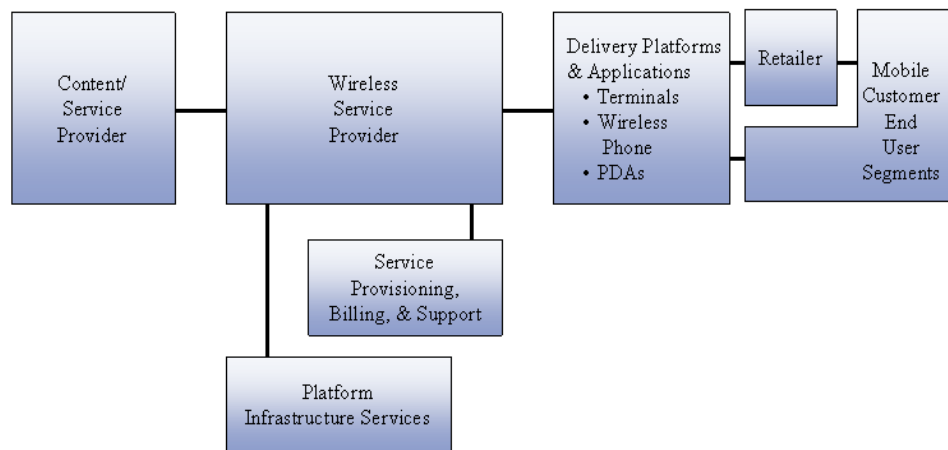 Content/
Service
Provider
Wireless
Service
Provider
Delivery Platforms
& Applications
• Terminals
• Wireless
Phone
• PDAs
Retailer
Mobile
Customer
End
User
Segments
Service
Provisioning,
Billing, & Support
Platform
Infrastructure Services